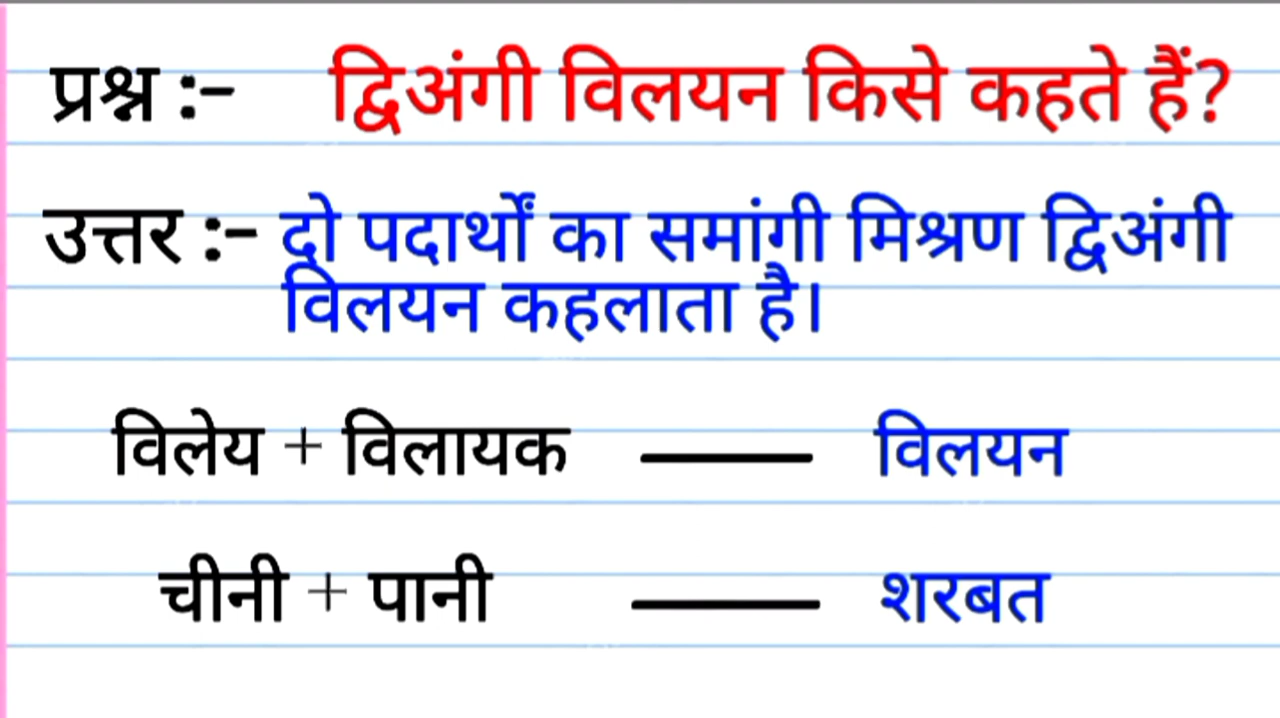 प्रश्न :- द्विअंगी विलयन किसे कहते हैं?
उत्तर :- दो पदार्थों का समांगी मिश्रण द्विअंगी
विलयन कहलाता है।
विलेय + विलायक —— विलयन
चीनी + पानी —— शरबत